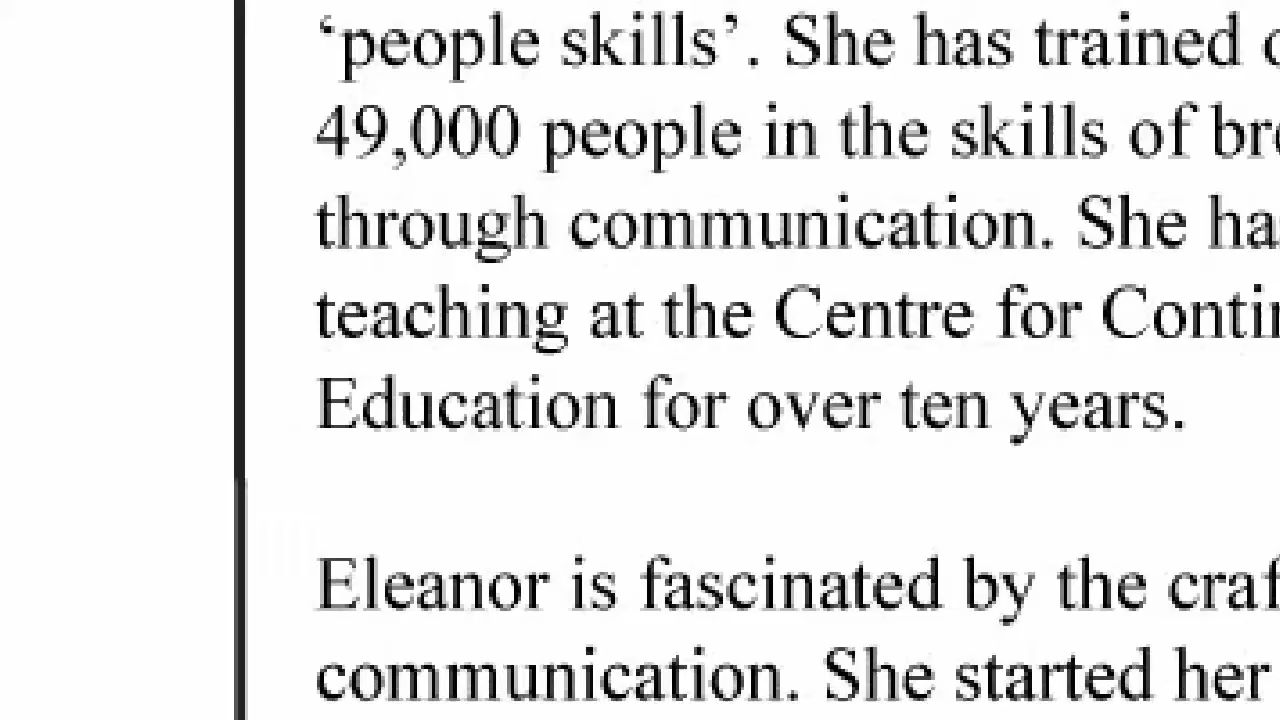 ‘people skills’. She has trained
49,000 people in the skills of
through communication. She
teaching at the Centre for
Education for over ten years.
Eleanor is fascinated by the
communication. She started her